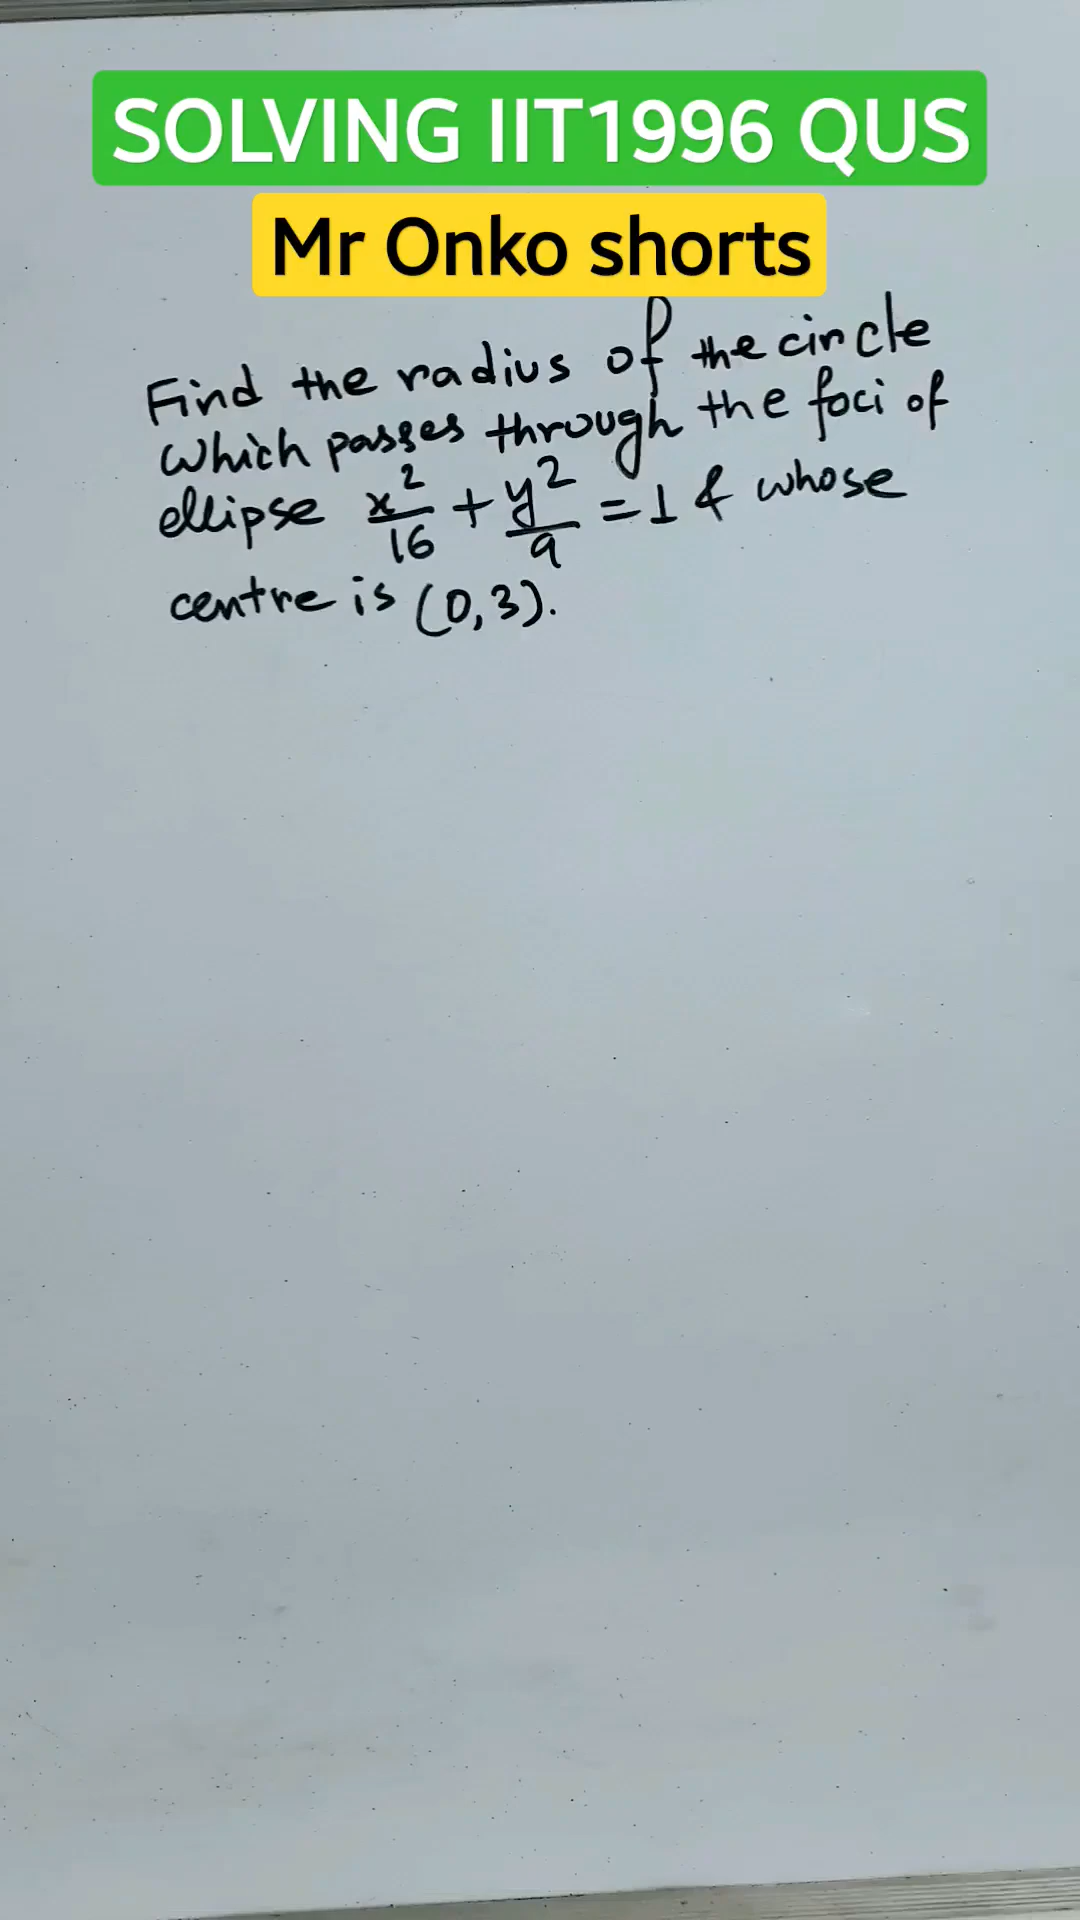 SOLVING IIT1996 QUS
Mr Onko shorts
Find the radius of the circle
which passes through the foci of
ellipse x²/16 + y²/9 = 1 & whose
centre is (0,3).